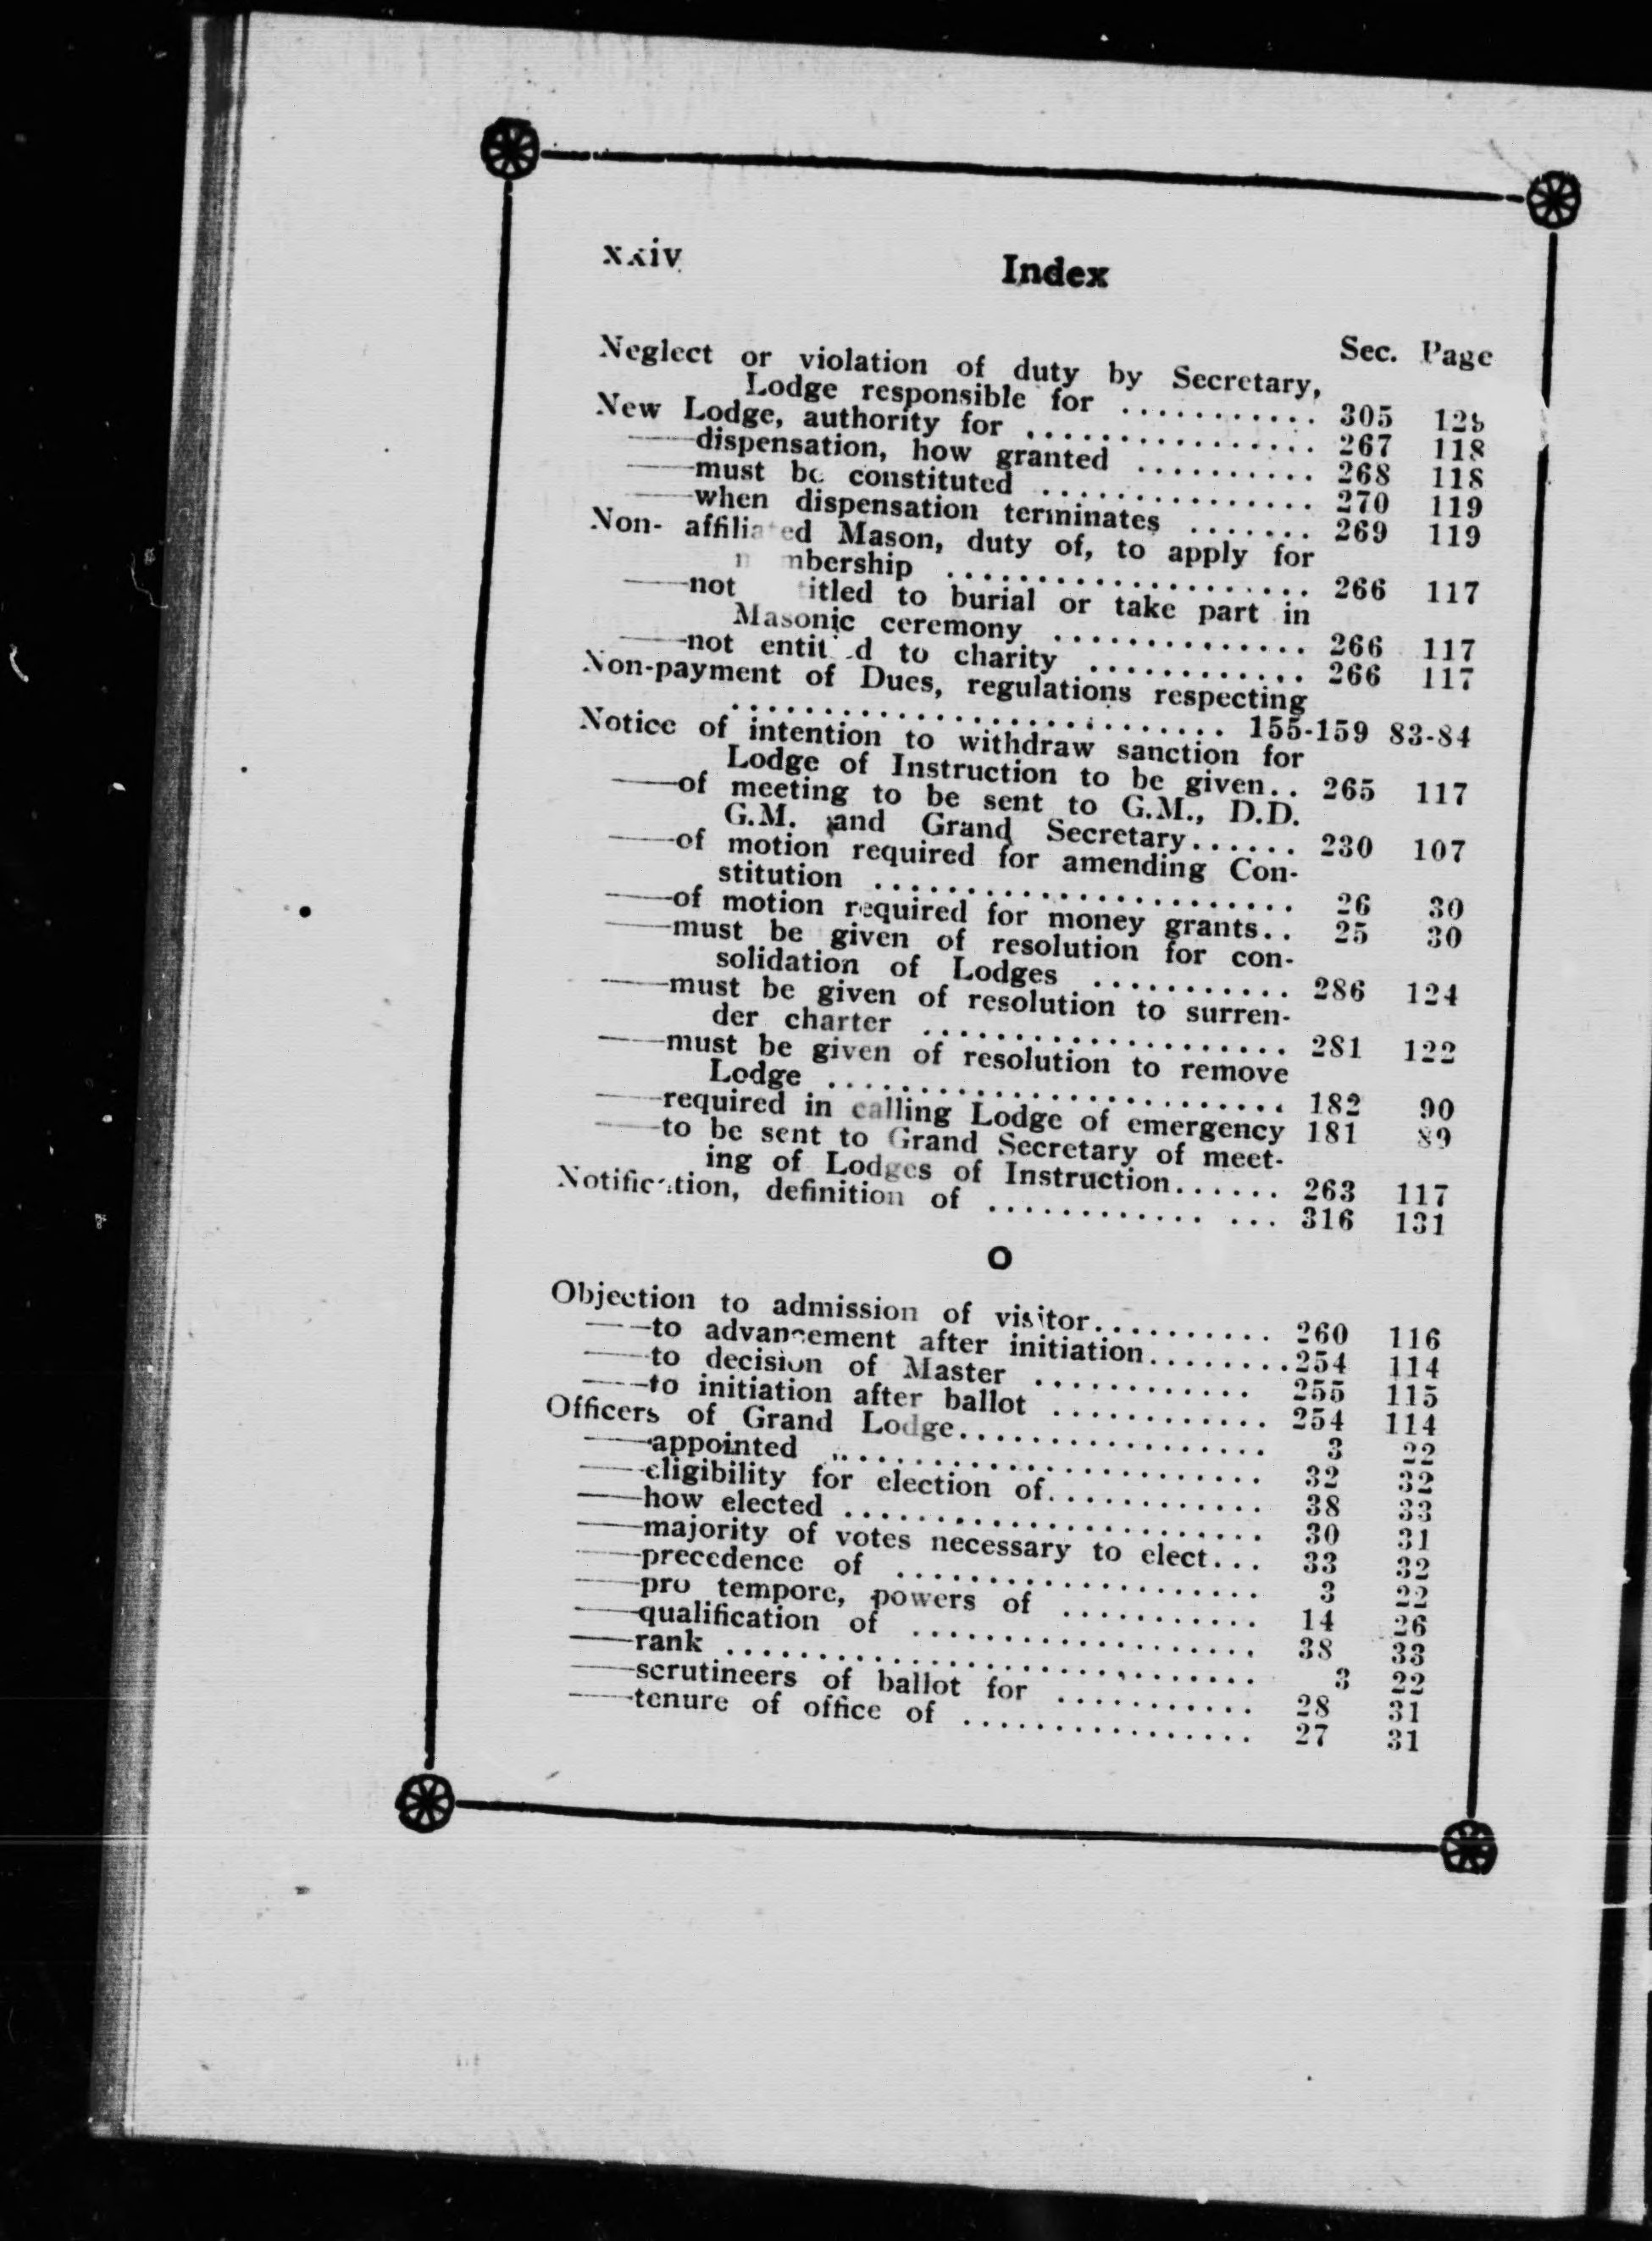 xxiv
Index
Sec. Page
Neglect or violation of duty by Secretary,
Lodge responsible for ........... 305 128
New Lodge, authority for ................ 267 118
——dispensation, how granted .......... 268 118
——must be constituted ............... 270 119
——when dispensation terminates ....... 269 119
Non-affiliated Mason, duty of, to apply for
membership .................... 266 117
——not entitled to burial or take part in
Masonic ceremony .............. 266 117
——not entitled to charity ............ 266 117
Non-payment of Dues, regulations respecting
........................... 155-159 83-84
Notice of intention to withdraw sanction for
Lodge of Instruction to be given.. 265 117
——of meeting to be sent to G.M., D.D.
G.M. and Grand Secretary...... 230 107
——of motion required for amending Con-
stitution ....................... 26 30
——of motion required for money grants.. 25 30
——must be given of resolution for con-
solidation of Lodges ........... 286 124
——must be given of resolution to surren-
der charter .................... 281 122
——must be given of resolution to remove
Lodge ......................... 182 90
——required in calling Lodge of emergency 181 89
——to be sent to Grand Secretary of meet-
ing of Lodges of Instruction...... 263 117
Notification, definition of ............ ... 316 131
O
Objection to admission of visitor.......... 260 116
——to advancement after initiation........254 114
——to decision of Master ............ 255 115
——to initiation after ballot ............ 254 114
Officers of Grand Lodge................. 3 22
——appointed ........................ 32 32
——eligibility for election of............ 38 33
——how elected ....................... 30 31
——majority of votes necessary to elect... 33 32
——precedence of .................... 3 22
——pro tempore, powers of ........... 14 26
——qualification of ................... 38 33
——rank ............................. 3 22
——scrutineers of ballot for ........... 28 31
——tenure of office of ................ 27 31